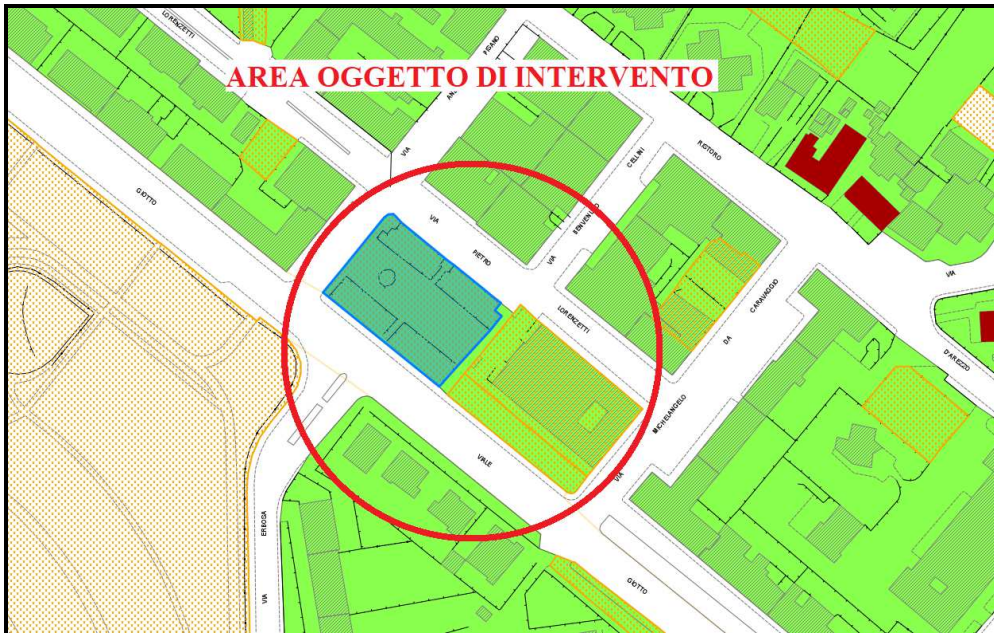 LORENZETTI
AREA OGGETTO DI INTERVENTO
PISANO
VIA
RISTORO
CELLINI
GIOTTO
BENVENUTO
VIA
PIETRO
VIA
VIA
CARAVAGGIO
LORENZETTI
DA
D'AREZZO
MICHELANGELO
VIALE
VIA
ERBOSA
GIOTTO
VIA